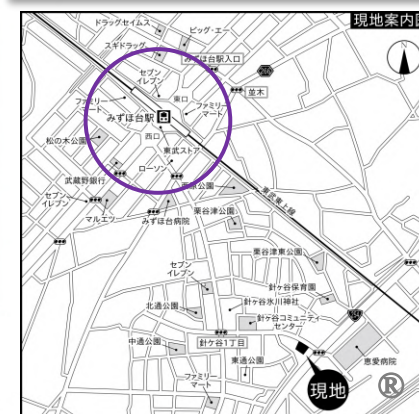 現地案内図
ドラッグセイムス
ビッグ・エー
スギドラッグ
みずほ台駅入口
セブン
イレブン
並木
ファミリー
マート
東口
ファミリー
マート
みずほ台駅
松の木公園
西口
東武ストア
ローソン
武蔵野銀行
セブン
イレブン
マルエツ
みずほ台病院
東武東上線
栗谷津公園
栗谷津東公園
セブン
イレブン
針ヶ谷保育園
北通公園
針ヶ谷氷川神社
針ヶ谷コミュニティ
センター
254
中通公園
針ヶ谷1丁目
東通公園
恵愛病院
ファミリー
マート
現地
®